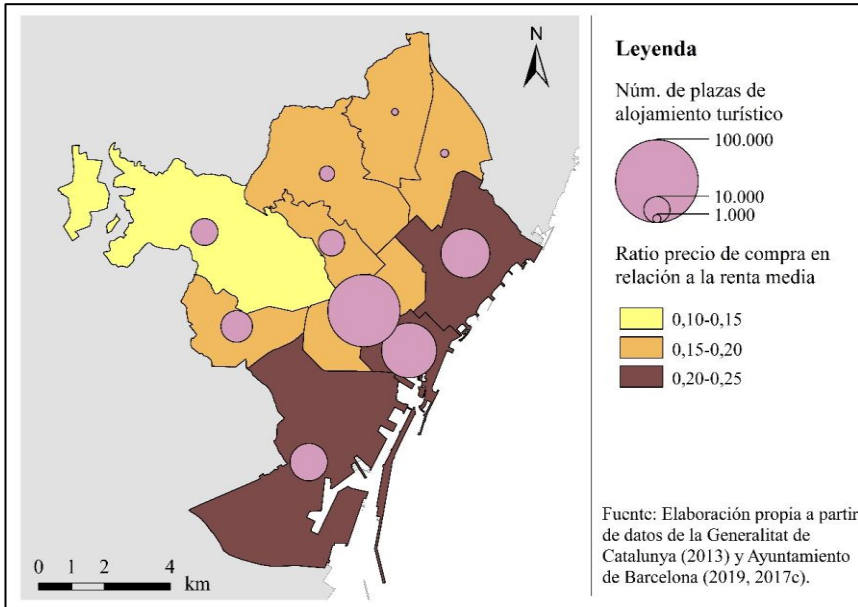 N
Leyenda
Núm. de plazas de
alojamiento turístico
100.000
10.000
1.000
Ratio precio de compra en
relación a la renta media
0,10-0,15
0,15-0,20
0,20-0,25
Fuente: Elaboración propia a partir
de datos de la Generalitat de
Catalunya (2013) y Ayuntamiento
de Barcelona (2019, 2017c).
0 1 2 4
km